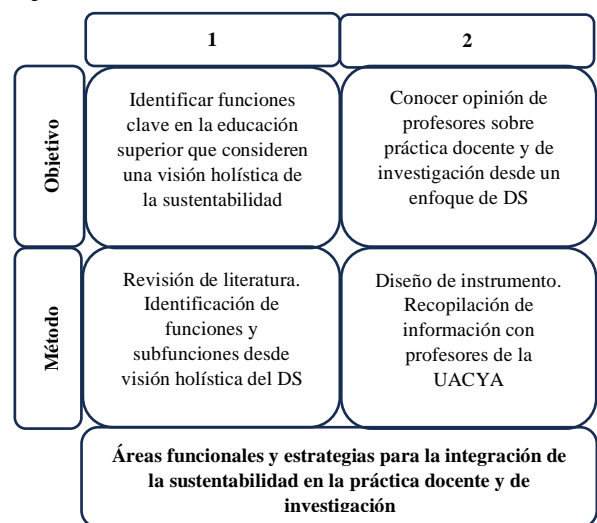 1
2
Objetivo
Identificar funciones
clave en la educación
superior que consideren
una visión holística de
la sustentabilidad
Conocer opinión de
profesores sobre
práctica docente y de
investigación desde un
enfoque de DS
Método
Revisión de literatura.
Identificación de
funciones y
subfunciones desde
visión holística del DS
Diseño de instrumento.
Recopilación de
información con
profesores de la
UACYA
Áreas funcionales y estrategias para la integración de
la sustentabilidad en la práctica docente y de
investigación